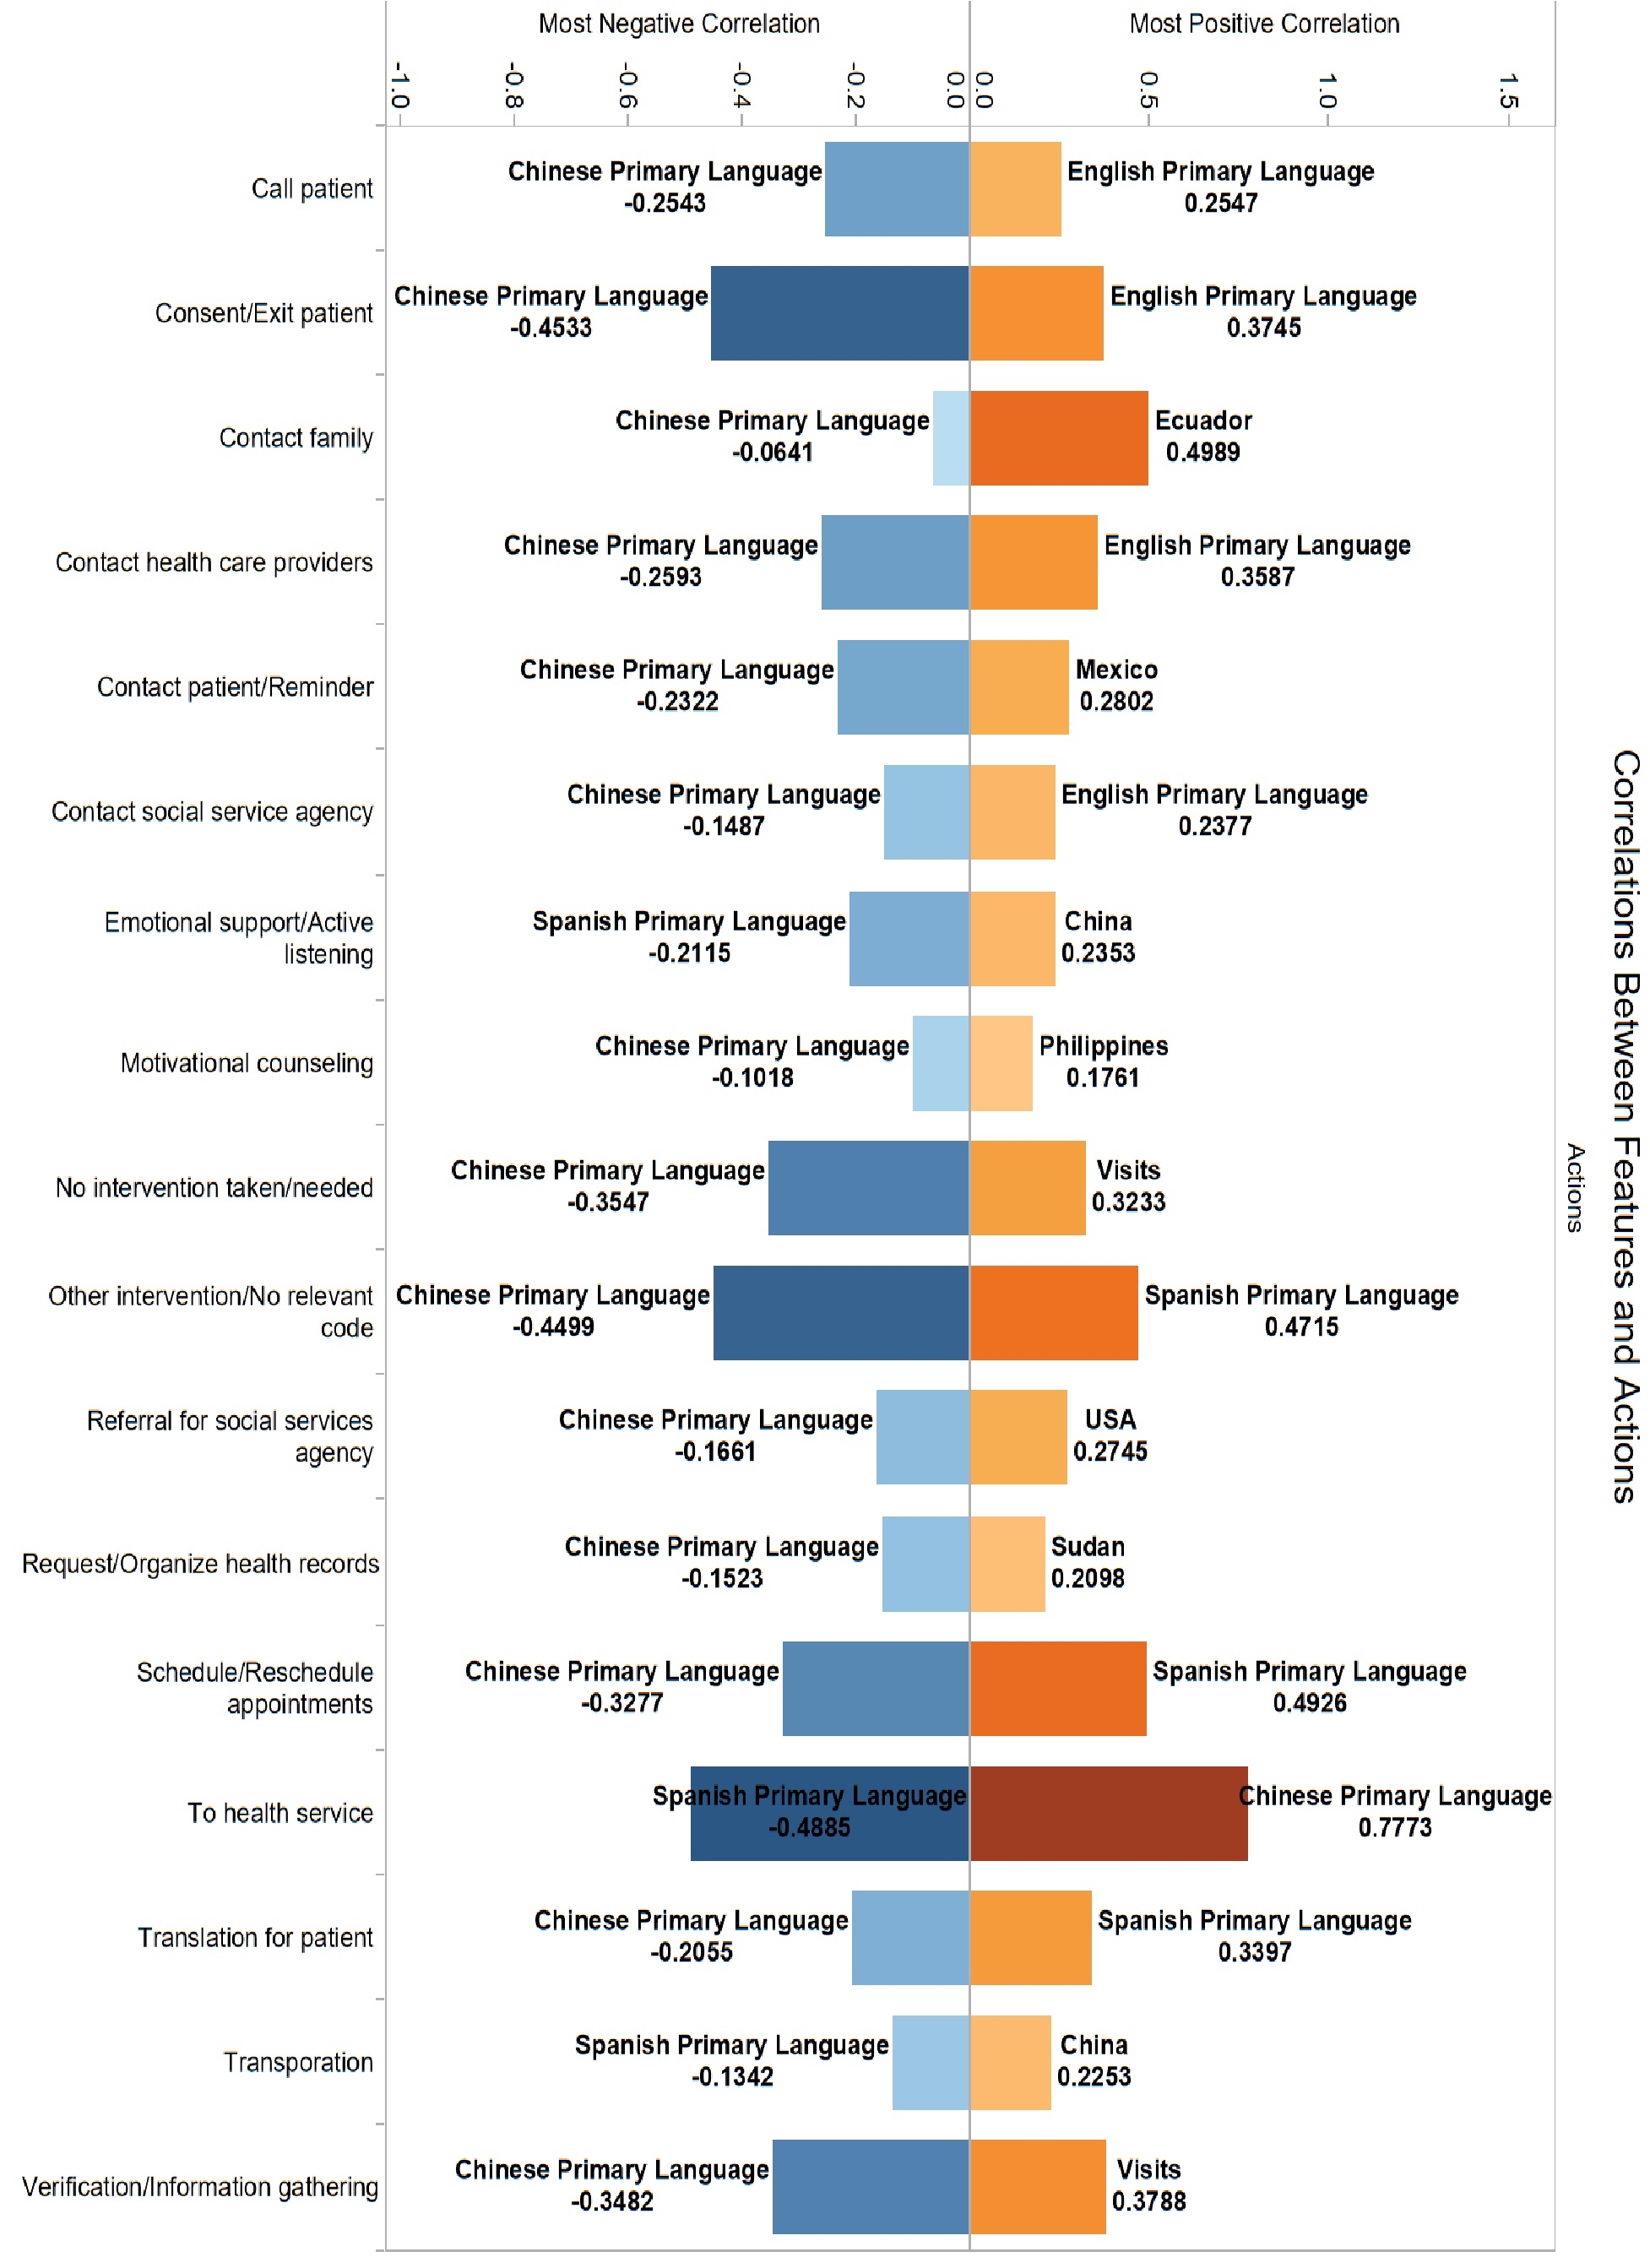 Correlations Between Features and Actions
Actions
Most Negative Correlation
Most Positive Correlation
-1.0
-0.8
-0.6
-0.4
-0.2
0.0
0.0
0.5
1.0
1.5
Call patient
Chinese Primary Language
-0.2543
English Primary Language
0.2547
Consent/Exit patient
Chinese Primary Language
-0.4533
English Primary Language
0.3745
Contact family
Chinese Primary Language
-0.0641
Ecuador
0.4989
Contact health care providers
Chinese Primary Language
-0.2593
English Primary Language
0.3587
Contact patient/Reminder
Chinese Primary Language
-0.2322
Mexico
0.2802
Contact social service agency
Chinese Primary Language
-0.1487
English Primary Language
0.2377
Emotional support/Active
listening
Spanish Primary Language
-0.2115
China
0.2353
Motivational counseling
Chinese Primary Language
-0.1018
Philippines
0.1761
No intervention taken/needed
Chinese Primary Language
-0.3547
Visits
0.3233
Other intervention/No relevant
code
Chinese Primary Language
-0.4499
Spanish Primary Language
0.4715
Referral for social services
agency
Chinese Primary Language
-0.1661
USA
0.2745
Request/Organize health records
Chinese Primary Language
-0.1523
Sudan
0.2098
Schedule/Reschedule
appointments
Chinese Primary Language
-0.3277
Spanish Primary Language
0.4926
To health service
Spanish Primary Language
-0.4885
Chinese Primary Language
0.7773
Translation for patient
Chinese Primary Language
-0.2055
Spanish Primary Language
0.3397
Transporation
Spanish Primary Language
-0.1342
China
0.2253
Verification/Information gathering
Chinese Primary Language
-0.3482
Visits
0.3788